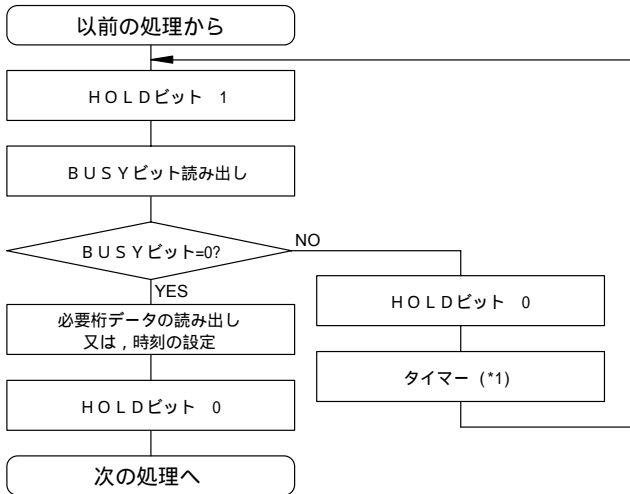 以前の処理から
ＨＯＬＤビット　1
ＢＵＳＹビット読み出し
ＢＵＳＹビット=0?
NO
YES
必要桁データの読み出し
又は , 時刻の設定
ＨＯＬＤビット　0
タイマー (*1)
ＨＯＬＤビット　0
次の処理へ